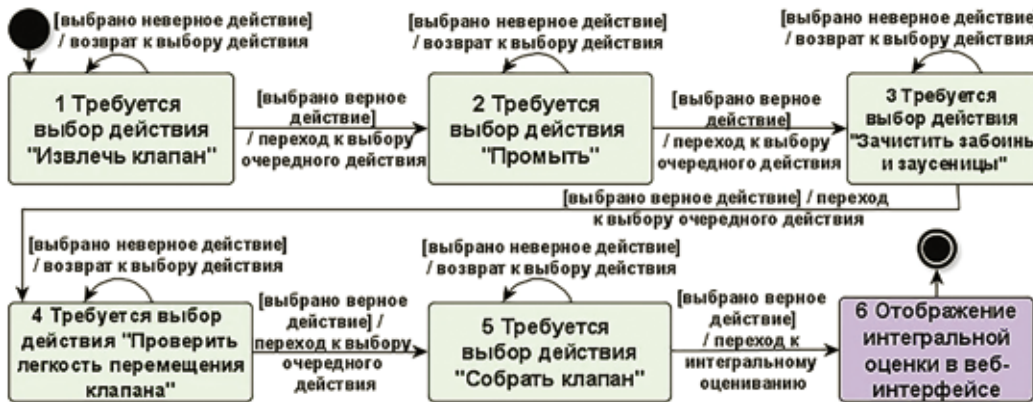 [выбрано неверное действие]
/ возврат к выбору действия
[выбрано неверное действие]
/ возврат к выбору действия
[выбрано неверное действие]
/ возврат к выбору действия
1 Требуется
выбор действия
"Извлечь клапан"
[выбрано верное
действие]
/ переход к выбору
очередного действия
2 Требуется
выбор действия
"Промыть"
[выбрано верное
действие]
/ переход к выбору
очередного действия
3 Требуется
выбор действия
"Зачистить забоины
и заусеницы"
[выбрано верное действие] / переход
к выбору очередного действия
[выбрано неверное действие]
/ возврат к выбору действия
[выбрано неверное действие]
/ возврат к выбору действия
4 Требуется выбор
действия "Проверить
легкость перемещения
клапана"
[выбрано верное
действие] /
переход к выбору
очередного
действия
5 Требуется
выбор действия
"Собрать клапан"
[выбрано верное
действие]
/ переход к
интегральному
оцениванию
6 Отображение
интегральной
оценки в веб-
интерфейсе